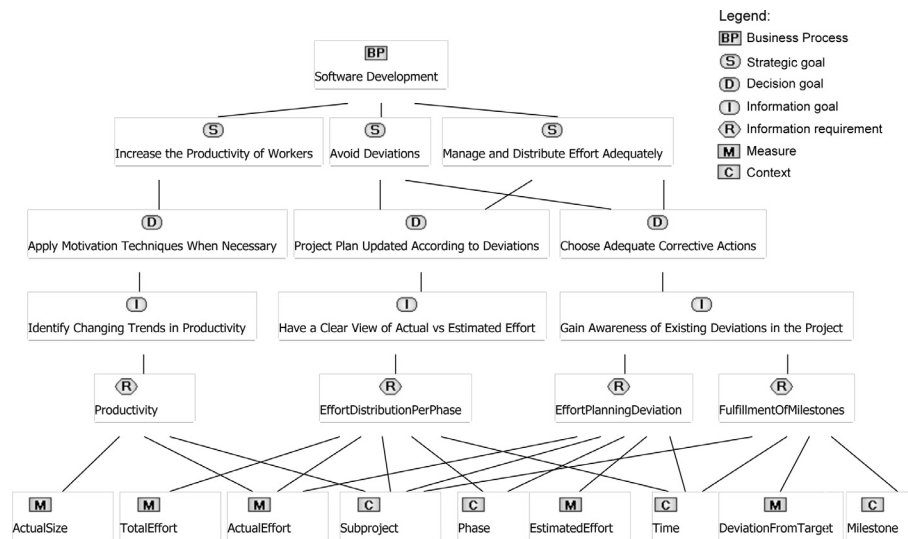 Legend:
BP Business Process
S Strategic goal
D Decision goal
I Information goal
R Information requirement
M Measure
C Context
BP
Software Development
S S S
Increase the Productivity of Workers Avoid Deviations Manage and Distribute Effort Adequately
D D D
Apply Motivation Techniques When Necessary Project Plan Updated According to Deviations Choose Adequate Corrective Actions
I I I
Identify Changing Trends in Productivity Have a Clear View of Actual vs Estimated Effort Gain Awareness of Existing Deviations in the Project
R R R R
Productivity EffortDistributionPerPhase EffortPlanningDeviation FulfillmentOfMilestones
M M M C C M C M C
ActualSize TotalEffort ActualEffort Subproject Phase EstimatedEffort Time DeviationFromTarget Milestone